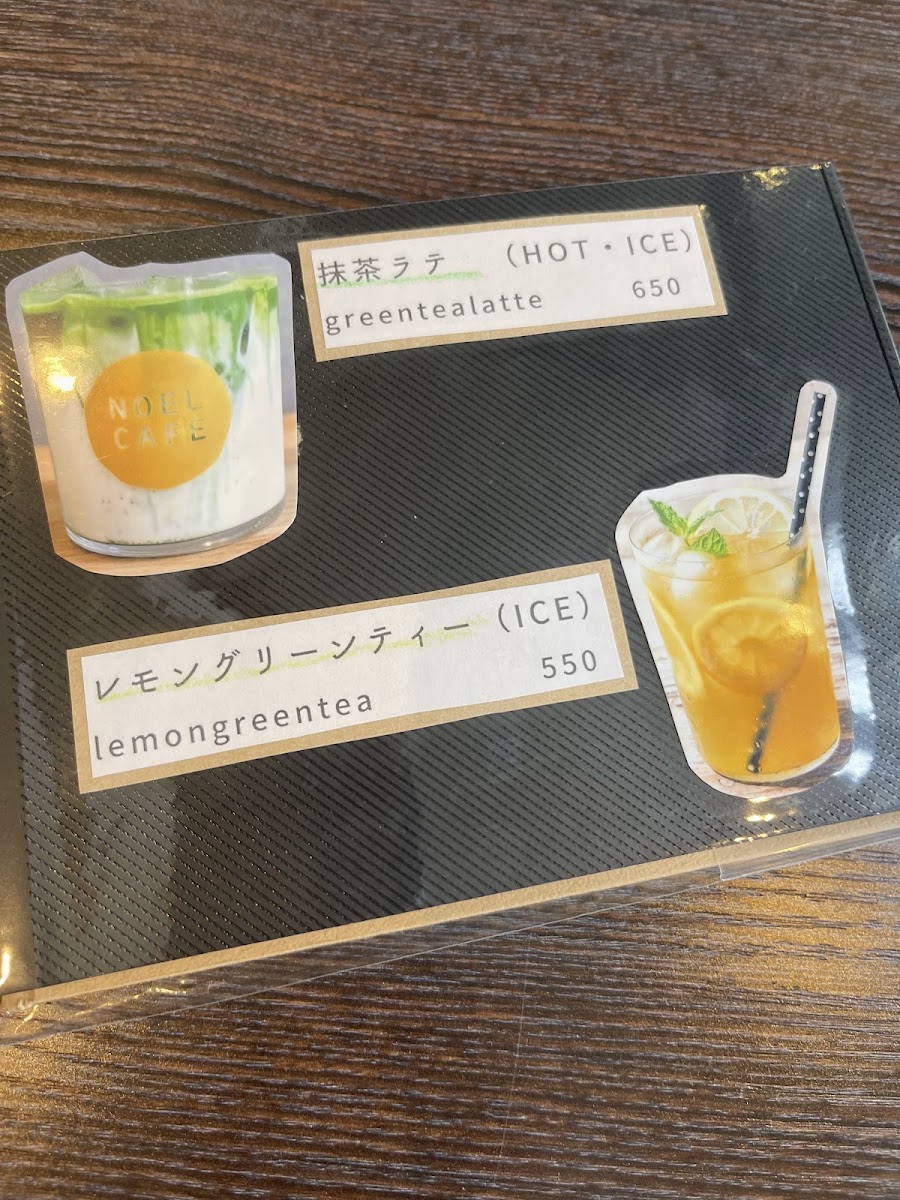 抹茶ラテ （HOT・ICE）
greentealatte 650
NOEL
CAFE
レモングリーンティー（ICE）
lemongreentea 550